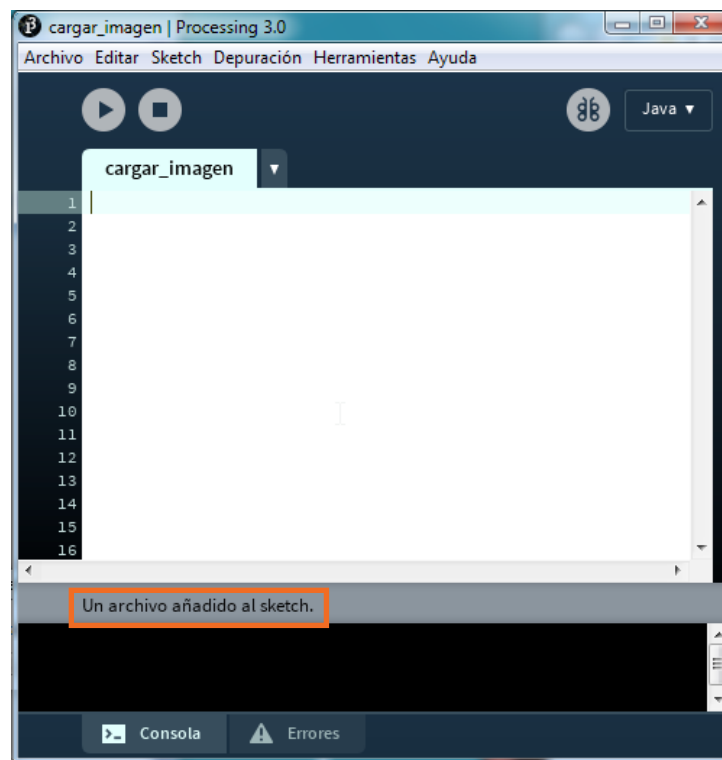 cargar_imagen | Processing 3.0
Archivo Editar Sketch Depuración Herramientas Ayuda
Java ▼
cargar_imagen ▼
1
2
3
4
5
6
7
8
9
10
11
12
13
14
15
16
Un archivo añadido al sketch.
>_ Consola Errores